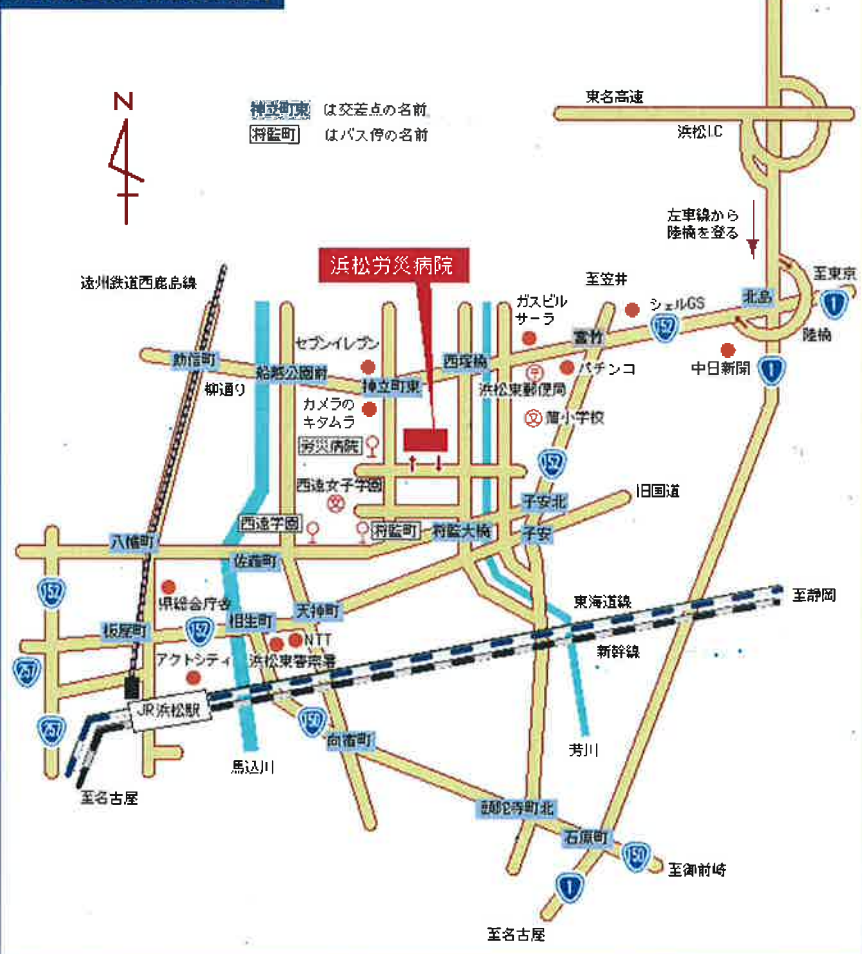 N
神立町東 は交差点の名前
将監町 はバス停の名前
東名高速
浜松I.C
左車線から
陸橋を登る
遠州鉄道西鹿島線
浜松労災病院
至笠井
ガスビル
サーラ
シェルGS
北島
至東京
1
152
陸橋
セブンイレブン
西塚橋
宮竹
助信町
船越公園前
神立町東
パチンコ
中日新聞
1
柳通り
浜松東郵便局
カメラの
キタムラ
文
蒲小学校
労災病院
152
西遠女子学園
文
子安北
旧国道
西遠学園
将監町
将監大橋
子安
八幡町
佐藤町
152
県総合庁舎
天神町
東海道線
至静岡
板屋町
152
相生町
NTT
新幹線
257
アクトシティ
浜松東警察署
JR浜松駅
257
150
向宿町
芳川
馬込川
至名古屋
頭陀寺町北
石原町
150
至御前崎
1
至名古屋